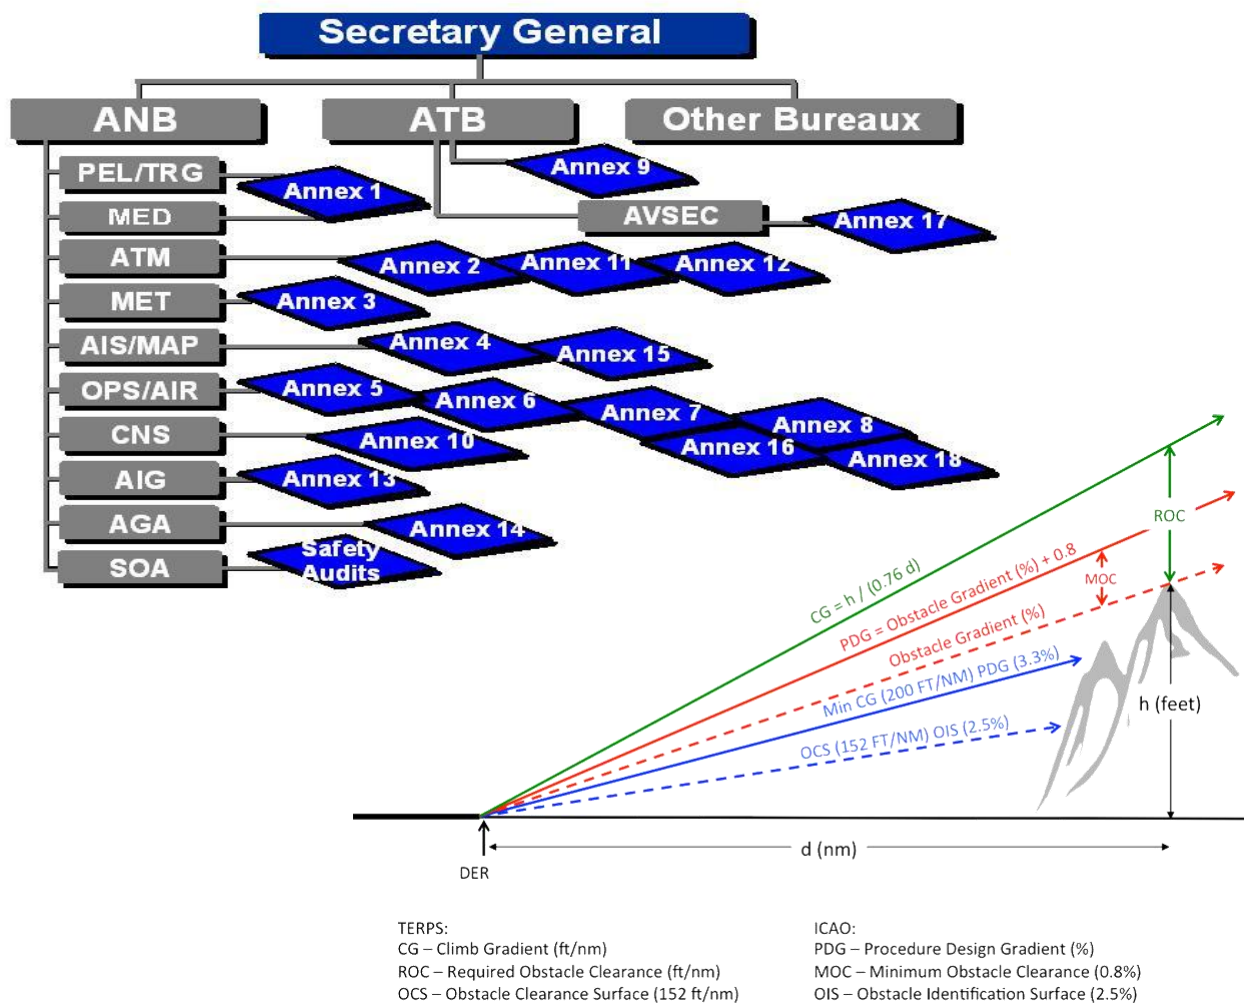 Secretary General
ANB
ATB
Other Bureaux
PEL/TRG
Annex 1
Annex 9
MED
AVSEC
Annex 17
ATM
Annex 2
Annex 11
Annex 12
MET
Annex 3
AIS/MAP
Annex 4
Annex 15
OPS/AIR
Annex 5
Annex 6
Annex 7
Annex 8
CNS
Annex 10
Annex 16
Annex 18
AIG
Annex 13
AGA
Annex 14
SOA
Safety
Audits
ROC
MOC
CG = h / (0.76 d)
PDG = Obstacle Gradient (%) + 0.8
Obstacle Gradient (%)
Min CG (200 FT/NM) PDG (3.3%)
OCS (152 FT/NM) OIS (2.5%)
h (feet)
d (nm)
DER
TERPS:
CG – Climb Gradient (ft/nm)
ROC – Required Obstacle Clearance (ft/nm)
OCS – Obstacle Clearance Surface (152 ft/nm)
ICAO:
PDG – Procedure Design Gradient (%)
MOC – Minimum Obstacle Clearance (0.8%)
OIS – Obstacle Identification Surface (2.5%)